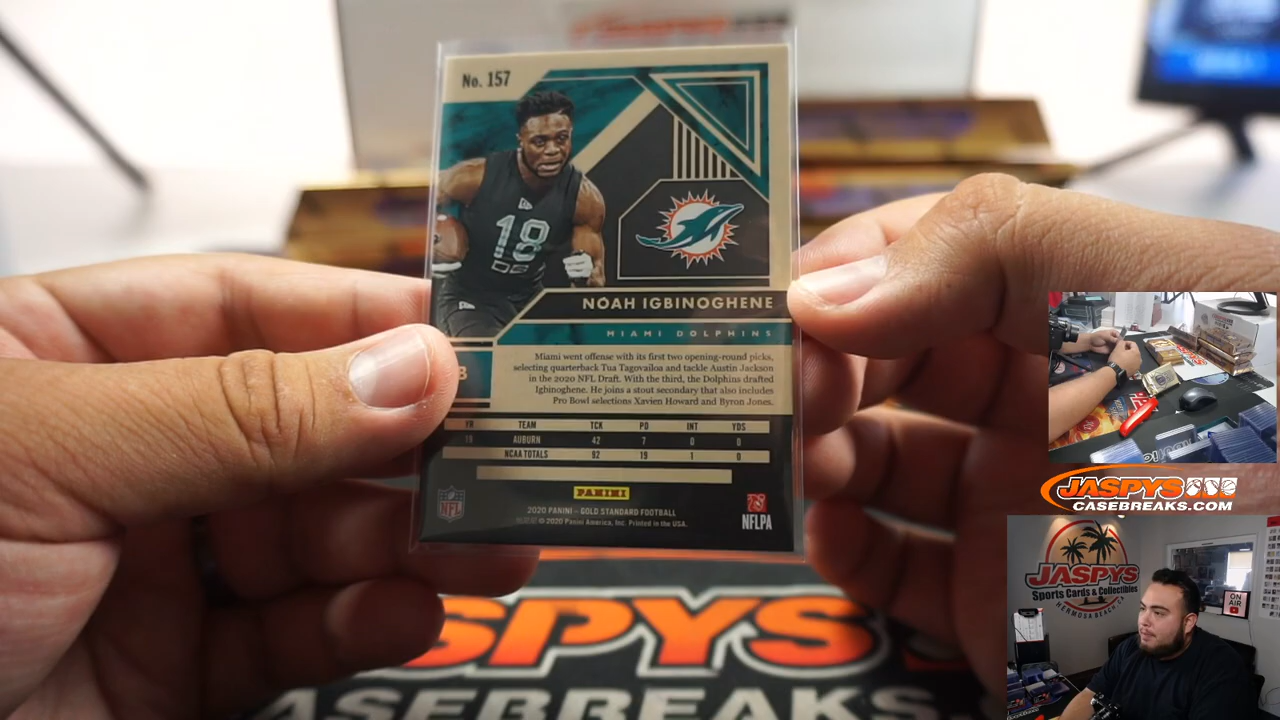 No. 157
18
DB
NOAH IGBINOGHENE
MIAMI DOLPHINS
Miami went offense with its first two opening-round picks,
selecting quarterback Tua Tagovailoa and tackle Austin Jackson
in the 2020 NFL Draft. With the third, the Dolphins drafted
Igbinoghene. He joins a stout secondary that also includes
Pro Bowl selections Xavien Howard and Byron Jones.
YR TEAM TCK PD INT YDS
19 AUBURN 42 7 0 0
NCAA TOTALS 92 19 1 0
PANINI
2020 PANINI – GOLD STANDARD FOOTBALL
© 2020 Panini America, Inc. Printed in the USA.
NFL
NFLPA
JASPYS
CASEBREAKS.COM
JASPYS
Sports Cards & Collectibles
HERMOSA BEACH, CA
ON
AIR
SPYS
CASEBREAKS